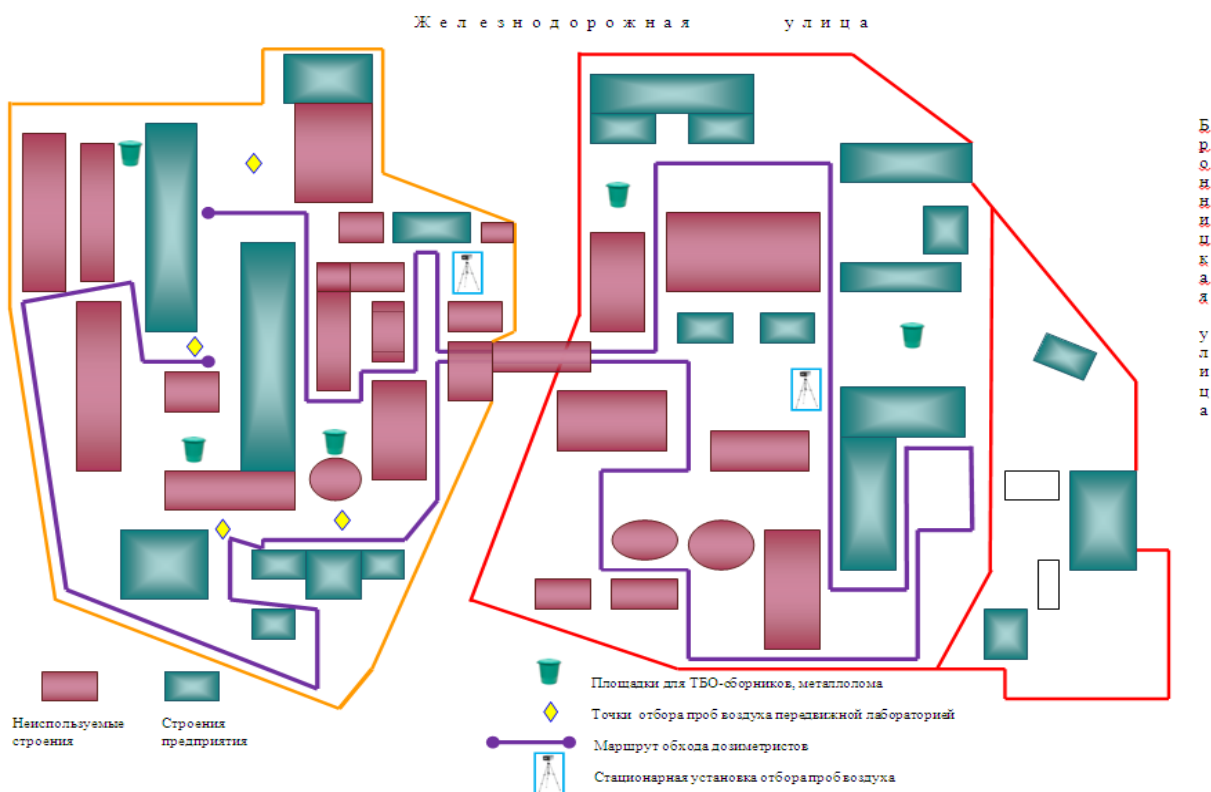 Железнодорожная улица
Бронницкая улица
Неиспользуемые
строения
Строения
предприятия
Площадки для ТБО-сборников, металлолома
Точки отбора проб воздуха передвижной лабораторией
Маршрут обхода дозиметристов
Стационарная установка отбора проб воздуха